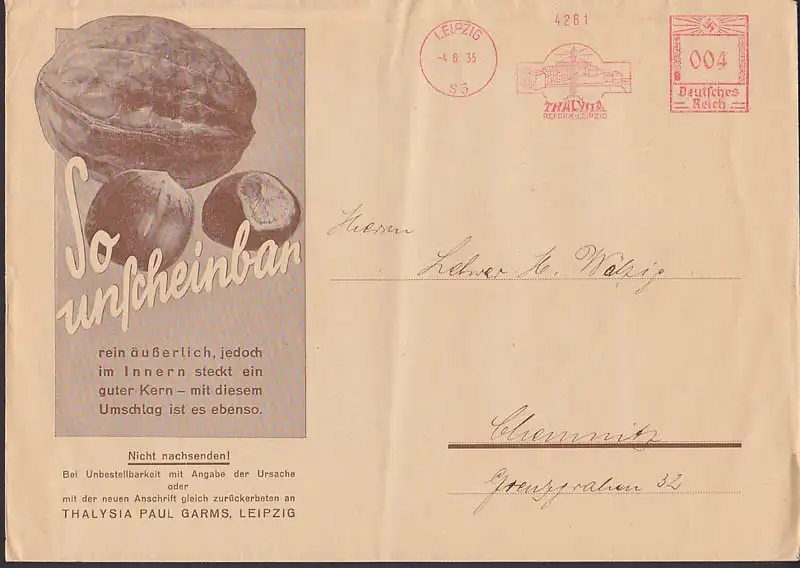 4261
LEIPZIG
-4.6.35
S3
THALYSIA
REFORM-LEIPZIG
004
Deutsches
Reich
So
unscheinbar
rein äußerlich, jedoch
im Innern steckt ein
guter Kern – mit diesem
Umschlag ist es ebenso.
Nicht nachsenden!
Bei Unbestellbarkeit mit Angabe der Ursache
oder
mit der neuen Anschrift gleich zurückerbeten an
THALYSIA PAUL GARMS, LEIPZIG
Herrn
H. Wätzig
Chemnitz
Grenzgraben 32